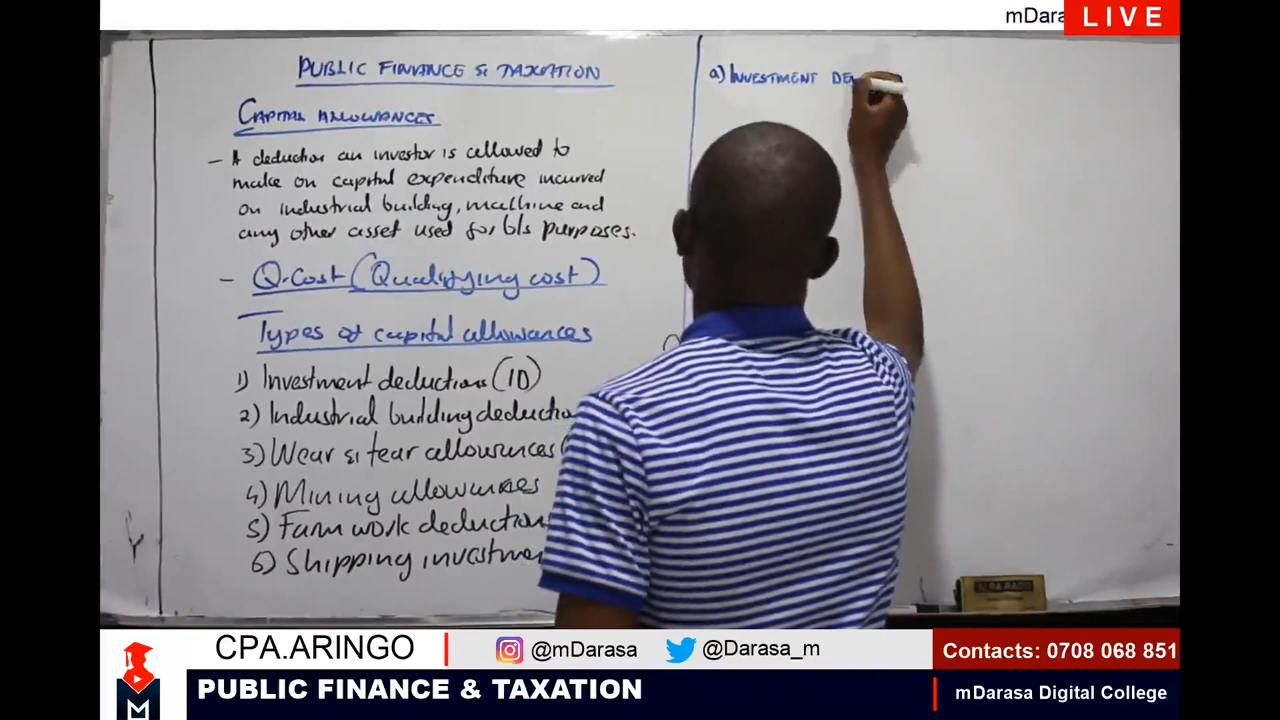 mDara
LIVE
PUBLIC FINANCE & TAXATION
CAPITAL ALLOWANCES
- A deduction an investor is allowed to
make on capital expenditure incurred
on industrial building, machine and
any other asset used for b/s purposes.
- Q.Cost (Qualifying cost)
Types of capital allowances
1) Investment deductions (ID)
2) Industrial building deductio
3) Wear & tear allowances (
4) Mining allowances
5) Farm work deduction
6) Shipping investme
a) INVESTMENT DE
CPA.ARINGO
@mDarasa
@Darasa_m
Contacts: 0708 068 851
PUBLIC FINANCE & TAXATION
mDarasa Digital College